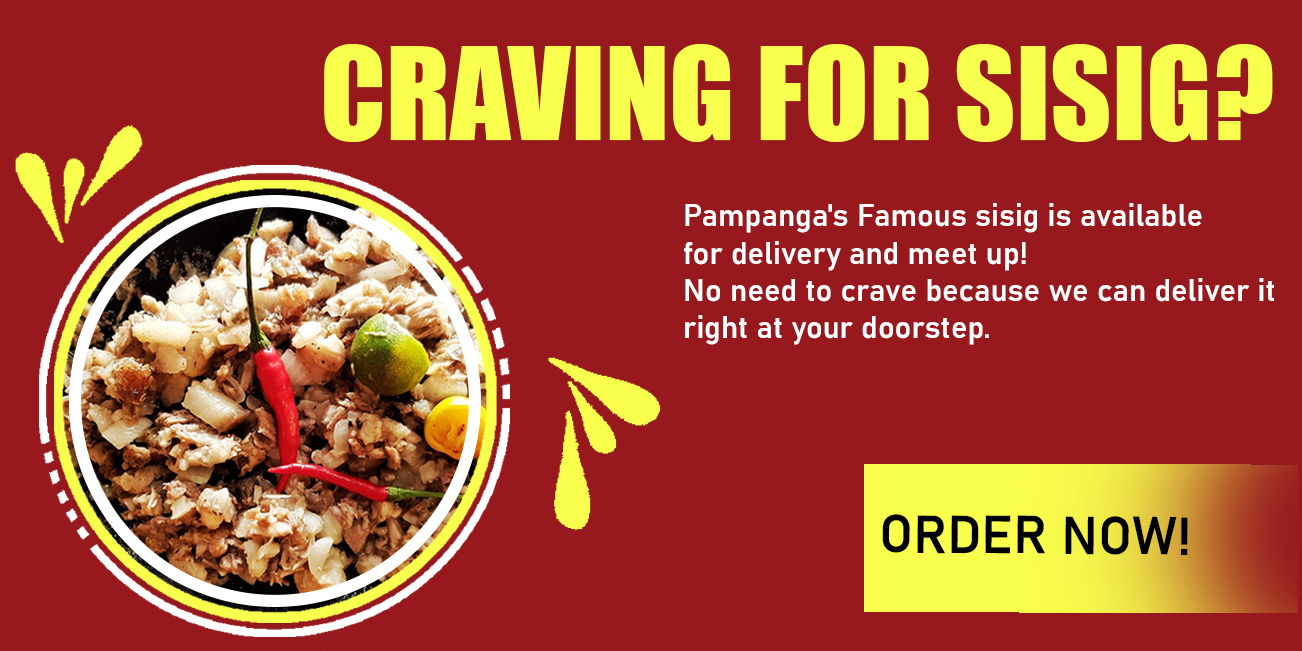 CRAVING FOR SISIG?
Pampanga's Famous sisig is available
for delivery and meet up!
No need to crave because we can deliver it
right at your doorstep.
ORDER NOW!